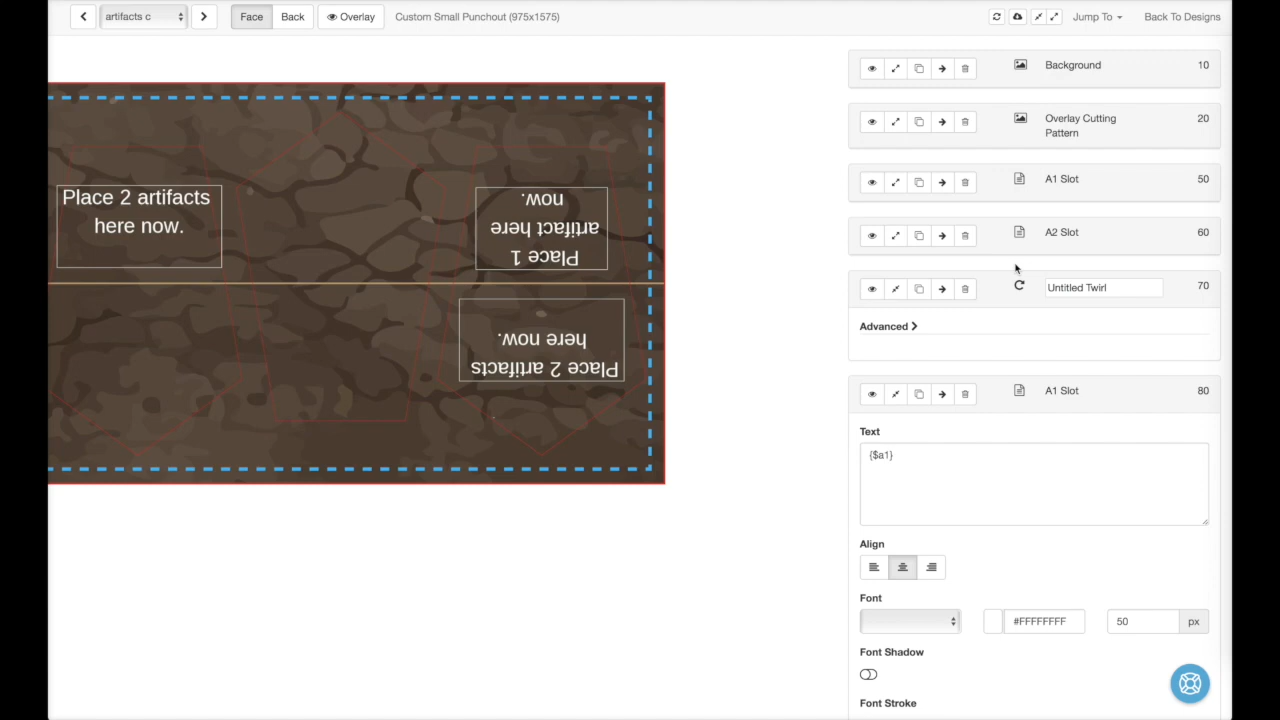 artifacts c
Face
Back
Overlay
Custom Small Punchout (975x1575)
Jump To
Back To Designs
Place 2 artifacts
here now.
Place 1
artifact here
now.
Place 2 artifacts
here now.
Background
10
Overlay Cutting
Pattern
20
A1 Slot
50
A2 Slot
60
Untitled Twirl
70
Advanced
A1 Slot
80
Text
{$a1}
Align
Font
#FFFFFFFF
50
px
Font Shadow
Font Stroke